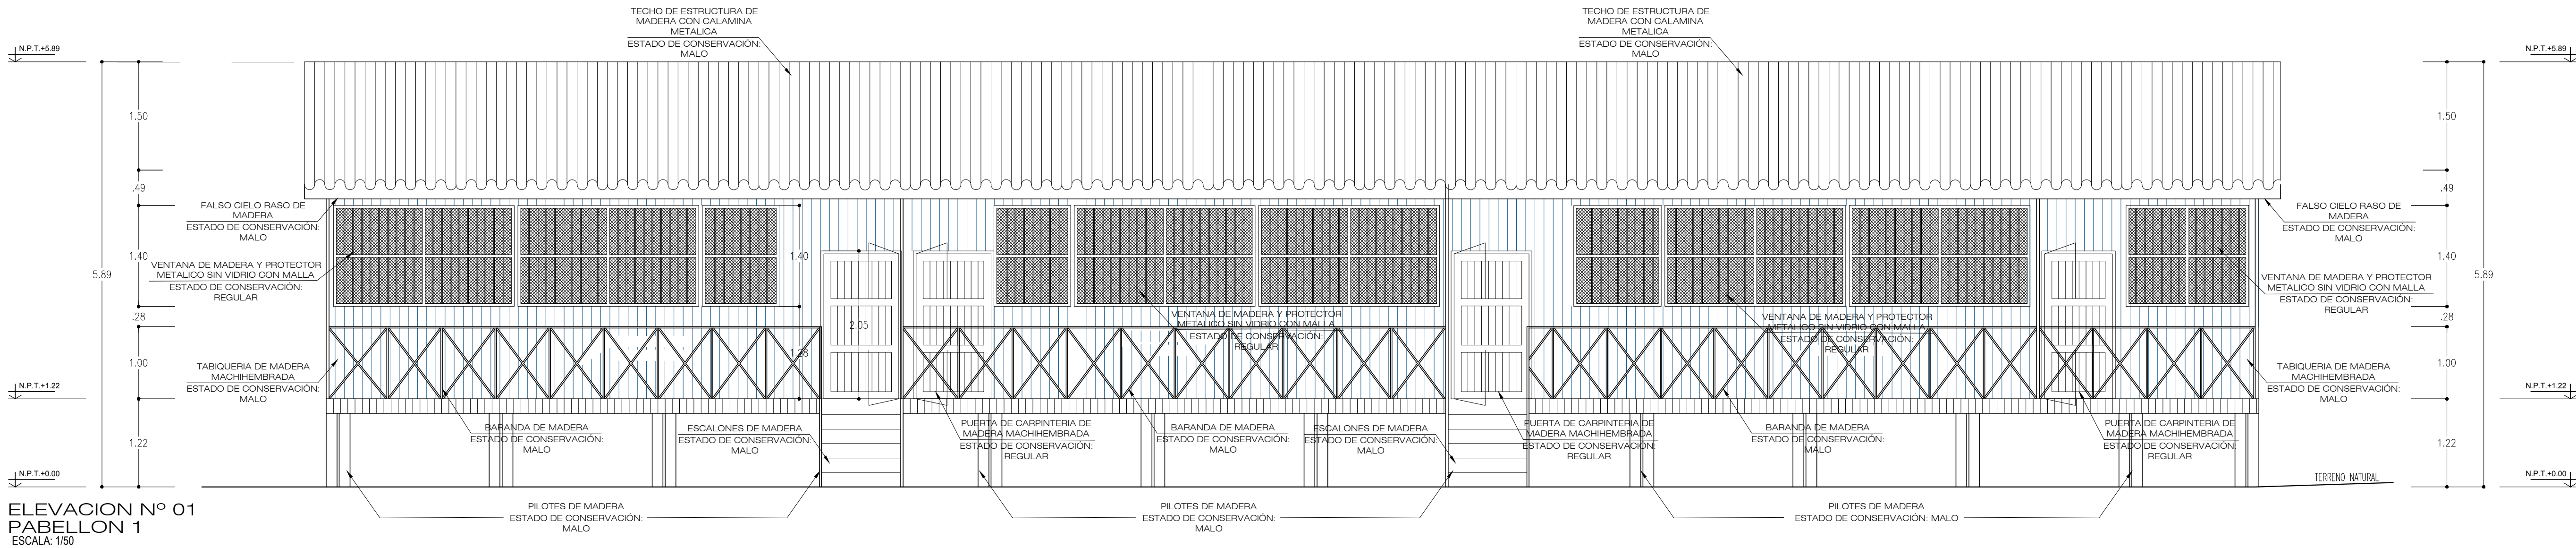 TECHO DE ESTRUCTURA DE
MADERA CON CALAMINA
METALICA
ESTADO DE CONSERVACIÓN:
MALO
TECHO DE ESTRUCTURA DE
MADERA CON CALAMINA
METALICA
ESTADO DE CONSERVACIÓN:
MALO
N.P.T.+5.89
N.P.T.+5.89
1.50
1.50
.49
.49
FALSO CIELO RASO DE
MADERA
ESTADO DE CONSERVACIÓN:
MALO
FALSO CIELO RASO DE
MADERA
ESTADO DE CONSERVACIÓN:
MALO
5.89
1.40
VENTANA DE MADERA Y PROTECTOR
METALICO SIN VIDRIO CON MALLA
ESTADO DE CONSERVACIÓN:
REGULAR
1.40
VENTANA DE MADERA Y PROTECTOR
METALICO SIN VIDRIO CON MALLA
ESTADO DE CONSERVACIÓN:
REGULAR
1.40
5.89
.28
2.05
VENTANA DE MADERA Y PROTECTOR
METALICO SIN VIDRIO CON MALLA
ESTADO DE CONSERVACIÓN:
REGULAR
VENTANA DE MADERA Y PROTECTOR
METALICO SIN VIDRIO CON MALLA
ESTADO DE CONSERVACIÓN:
REGULAR
.28
1.28
1.00
TABIQUERIA DE MADERA
MACHIHEMBRADA
ESTADO DE CONSERVACIÓN:
MALO
TABIQUERIA DE MADERA
MACHIHEMBRADA
ESTADO DE CONSERVACIÓN:
MALO
1.00
N.P.T.+1.22
N.P.T.+1.22
1.22
BARANDA DE MADERA
ESTADO DE CONSERVACIÓN:
MALO
ESCALONES DE MADERA
ESTADO DE CONSERVACIÓN:
MALO
PUERTA DE CARPINTERIA DE
MADERA MACHIHEMBRADA
ESTADO DE CONSERVACIÓN:
REGULAR
BARANDA DE MADERA
ESTADO DE CONSERVACIÓN:
MALO
ESCALONES DE MADERA
ESTADO DE CONSERVACIÓN:
MALO
PUERTA DE CARPINTERIA DE
MADERA MACHIHEMBRADA
ESTADO DE CONSERVACIÓN:
REGULAR
BARANDA DE MADERA
ESTADO DE CONSERVACIÓN:
MALO
PUERTA DE CARPINTERIA DE
MADERA MACHIHEMBRADA
ESTADO DE CONSERVACIÓN:
REGULAR
1.22
N.P.T.+0.00
TERRENO NATURAL
N.P.T.+0.00
PILOTES DE MADERA
ESTADO DE CONSERVACIÓN:
MALO
PILOTES DE MADERA
ESTADO DE CONSERVACIÓN:
MALO
PILOTES DE MADERA
ESTADO DE CONSERVACIÓN: MALO
ELEVACION Nº 01
PABELLON 1
ESCALA: 1/50